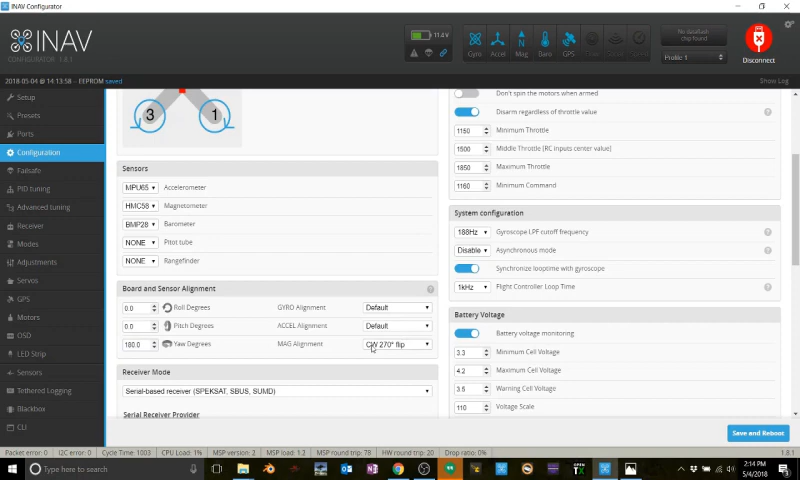 INAV Configurator
INAV
CONFIGURATOR 1.8.1
11.4 V
Gyro
Accel
Mag
Baro
GPS
No dataflash
chip found
Profile 1
Disconnect
2018-05-04 @ 14:13:58 - EEPROM saved
Show Log
Setup
Presets
Ports
Configuration
Failsafe
PID tuning
Advanced tuning
Receiver
Modes
Adjustments
Servos
GPS
Motors
OSD
LED Strip
Sensors
Tethered Logging
Blackbox
CLI
3
1
Sensors
MPU65 Accelerometer
HMC58 Magnetometer
BMP28 Barometer
NONE Pitot tube
NONE Rangefinder
Board and Sensor Alignment
0.0 Roll Degrees GYRO Alignment Default
0.0 Pitch Degrees ACCEL Alignment Default
180.0 Yaw Degrees MAG Alignment CW 270° flip
Receiver Mode
Serial-based receiver (SPEKSAT, SBUS, SUMD)
Serial Receiver Provider
Don't spin the motors when armed
Disarm regardless of throttle value
1150 Minimum Throttle
1500 Middle Throttle [RC inputs center value]
1850 Maximum Throttle
1160 Minimum Command
System configuration
188Hz Gyroscope LPF cutoff frequency
Disable Asynchronous mode
Synchronize looptime with gyroscope
1kHz Flight Controller Loop Time
Battery Voltage
Battery voltage monitoring
3.3 Minimum Cell Voltage
4.2 Maximum Cell Voltage
3.5 Warning Cell Voltage
110 Voltage Scale
Save and Reboot
Packet error: 0 I2C error: 0 Cycle Time: 1003 CPU Load: 1% MSP version: 2 MSP load: 1.2 MSP round trip: 78 HW round trip: 20 Drop ratio: 0% 1.8.1
Type here to search
OPEN
TX
2:14 PM
5/4/2018